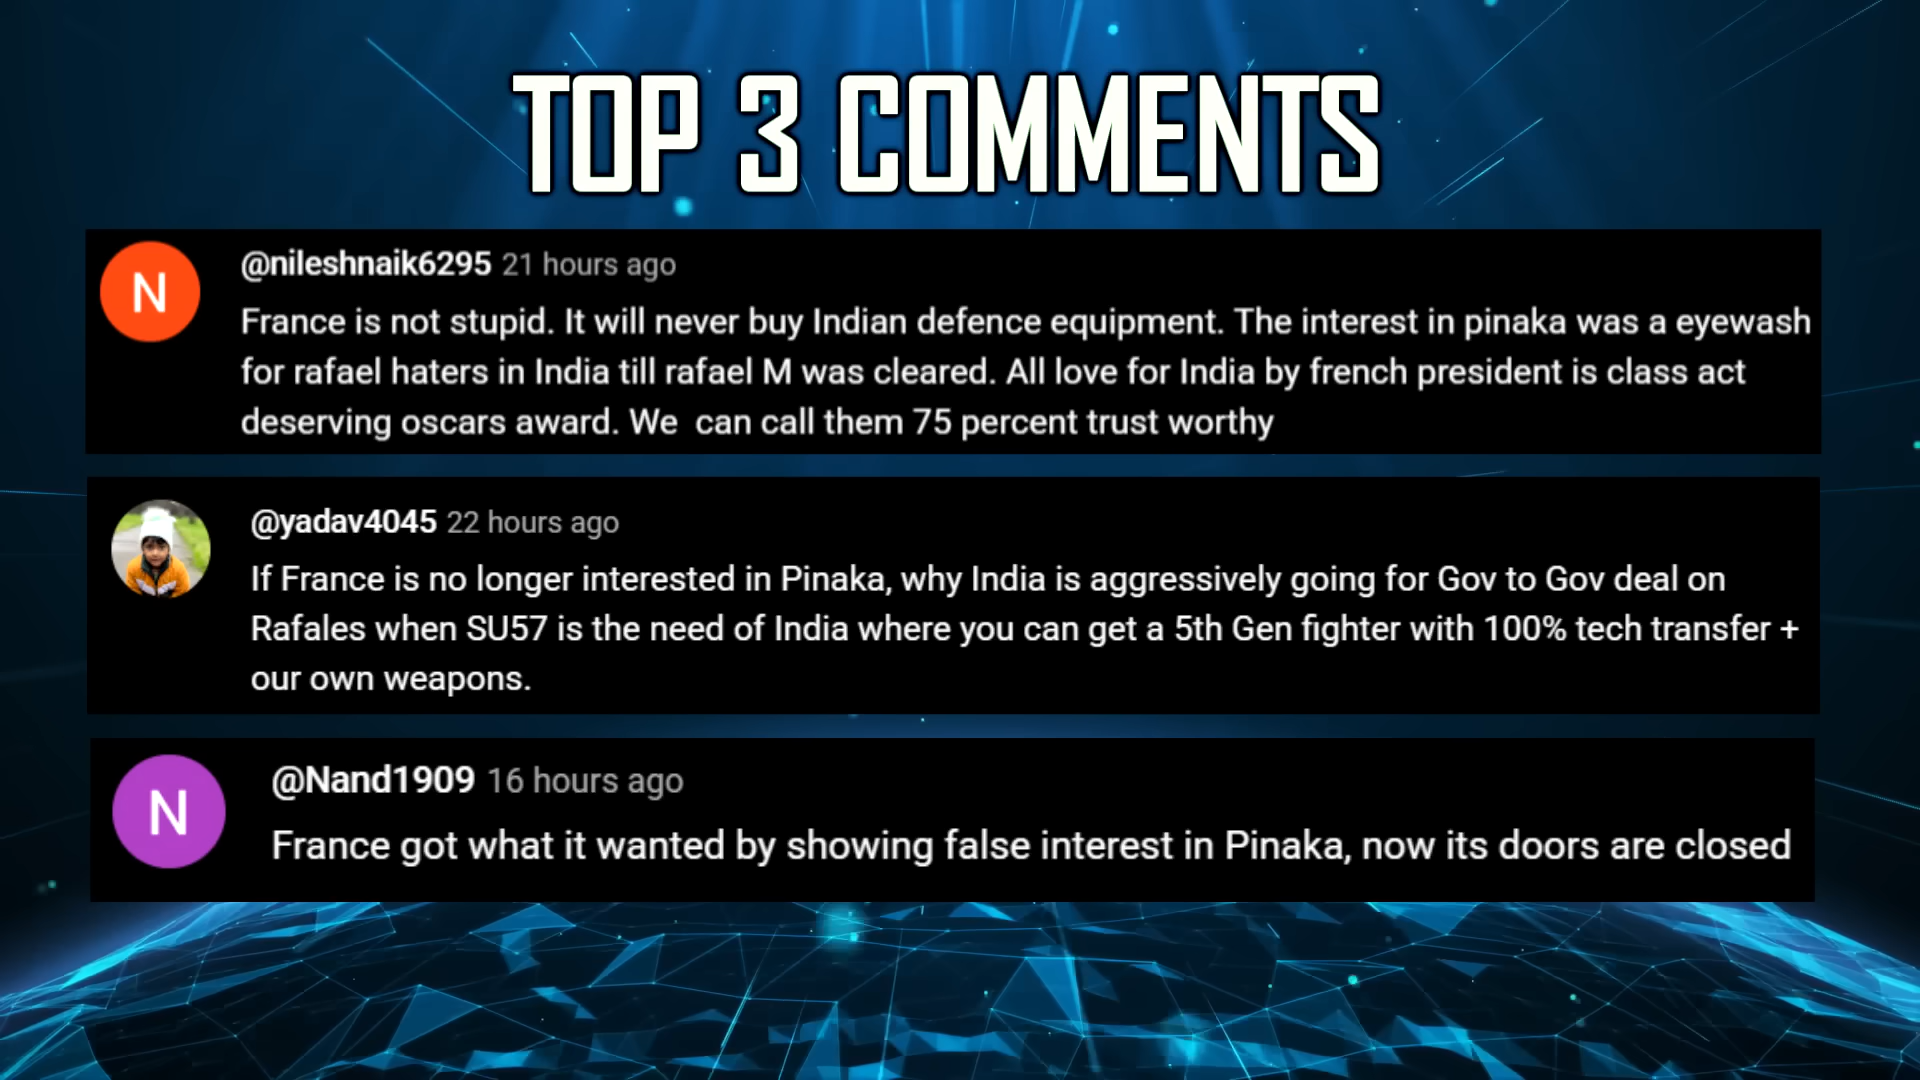 TOP 3 COMMENTS
N
@nileshnaik6295 21 hours ago
France is not stupid. It will never buy Indian defence equipment. The interest in pinaka was a eyewash
for rafael haters in India till rafael M was cleared. All love for India by french president is class act
deserving oscars award. We  can call them 75 percent trust worthy
@yadav4045 22 hours ago
If France is no longer interested in Pinaka, why India is aggressively going for Gov to Gov deal on
Rafales when SU57 is the need of India where you can get a 5th Gen fighter with 100% tech transfer +
our own weapons.
N
@Nand1909 16 hours ago
France got what it wanted by showing false interest in Pinaka, now its doors are closed